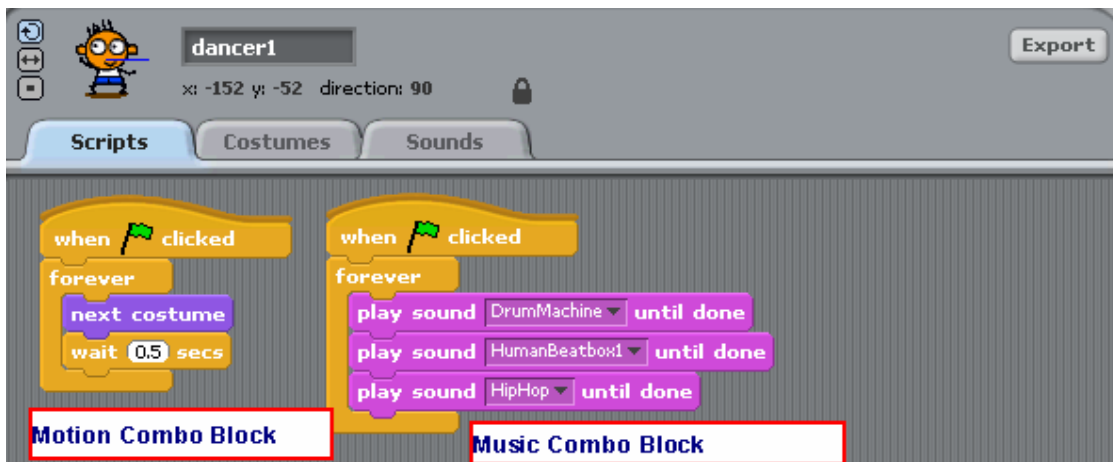 dancer1
Export
x: -152 y: -52 direction: 90
Scripts
Costumes
Sounds
when clicked
forever
next costume
wait 0.5 secs
Motion Combo Block
when clicked
forever
play sound DrumMachine until done
play sound HumanBeatbox1 until done
play sound HipHop until done
Music Combo Block